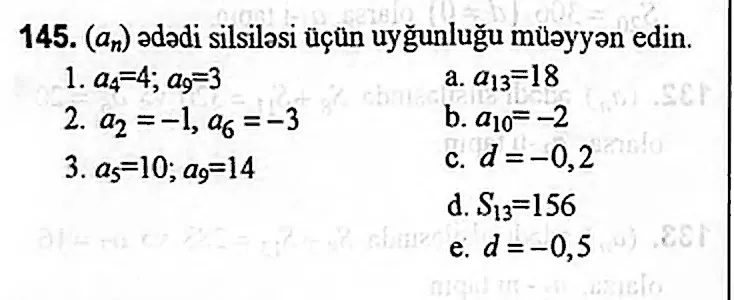 145. (aₙ) ədədi silsiləsi üçün uyğunluğu müəyyən edin.
1. a₄=4; a₉=3
a. a₁₃=18
2. a₂ = −1, a₆ = −3
b. a₁₀= −2
3. a₅=10; a₉=14
c. d = −0,2
d. S₁₃=156
e. d = −0,5